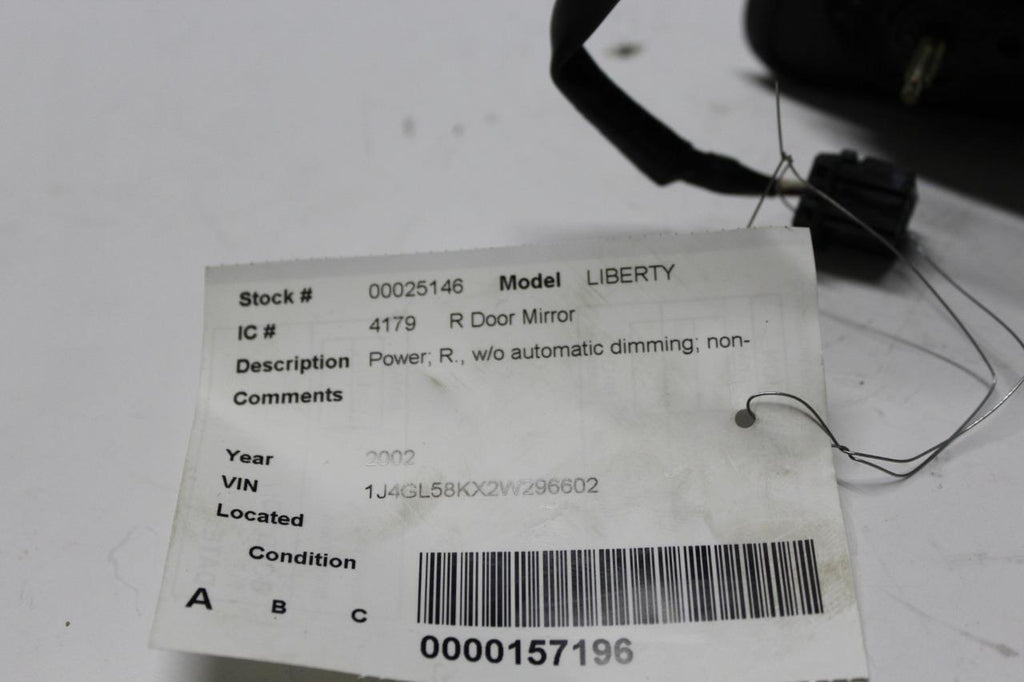 Stock # 00025146 Model LIBERTY
IC # 4179 R Door Mirror
Description Power; R., w/o automatic dimming; non-
Comments
Year 2002
VIN 1J4GL58KX2W296602
Located
Condition
A B C
0000157196